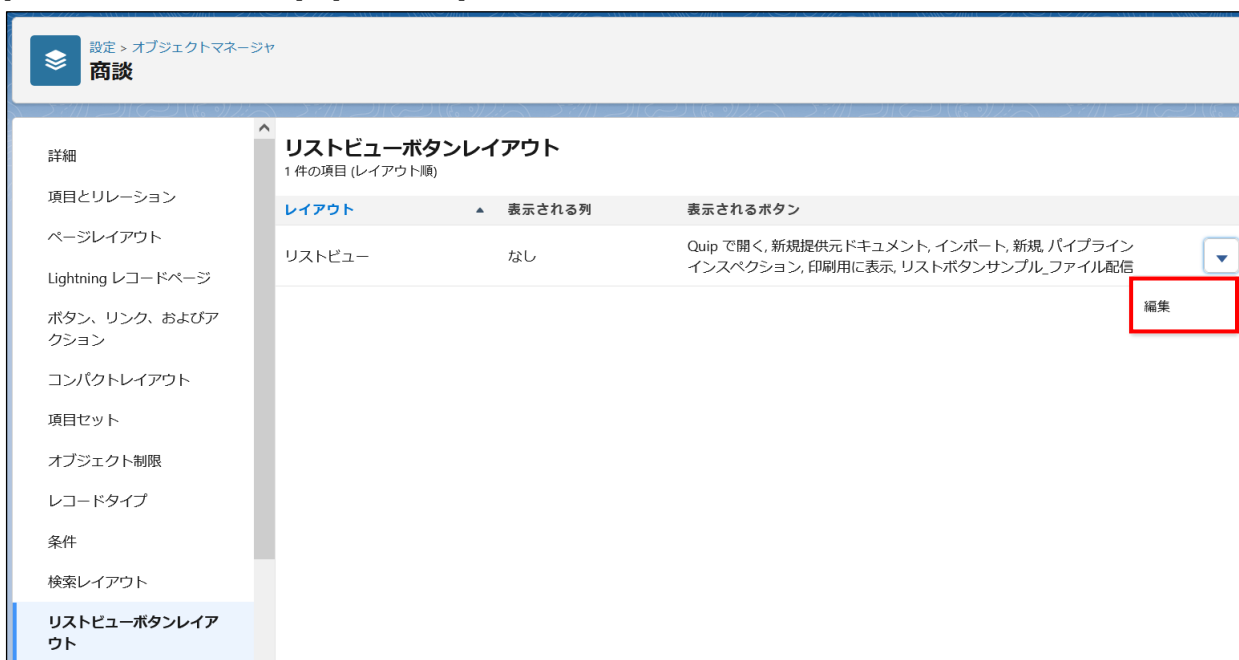 設定 > オブジェクトマネージャ
商談
詳細
項目とリレーション
ページレイアウト
Lightning レコードページ
ボタン、リンク、およびア
クション
コンパクトレイアウト
項目セット
オブジェクト制限
レコードタイプ
条件
検索レイアウト
リストビューボタンレイア
ウト
リストビューボタンレイアウト
1 件の項目 (レイアウト順)
レイアウト 表示される列 表示されるボタン
リストビュー なし Quip で開く, 新規提供元ドキュメント, インポート, 新規, パイプライン
インスペクション, 印刷用に表示, リストボタンサンプル_ファイル配信
編集